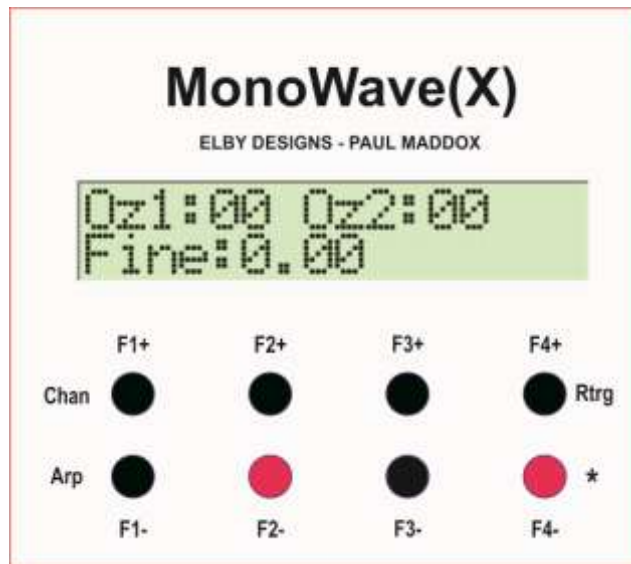 MonoWave(X)
ELBY DESIGNS - PAUL MADDOX
Oz1:00 Oz2:00
Fine:0.00
F1+ F2+ F3+ F4+
Chan Rtrg
Arp *
F1- F2- F3- F4-